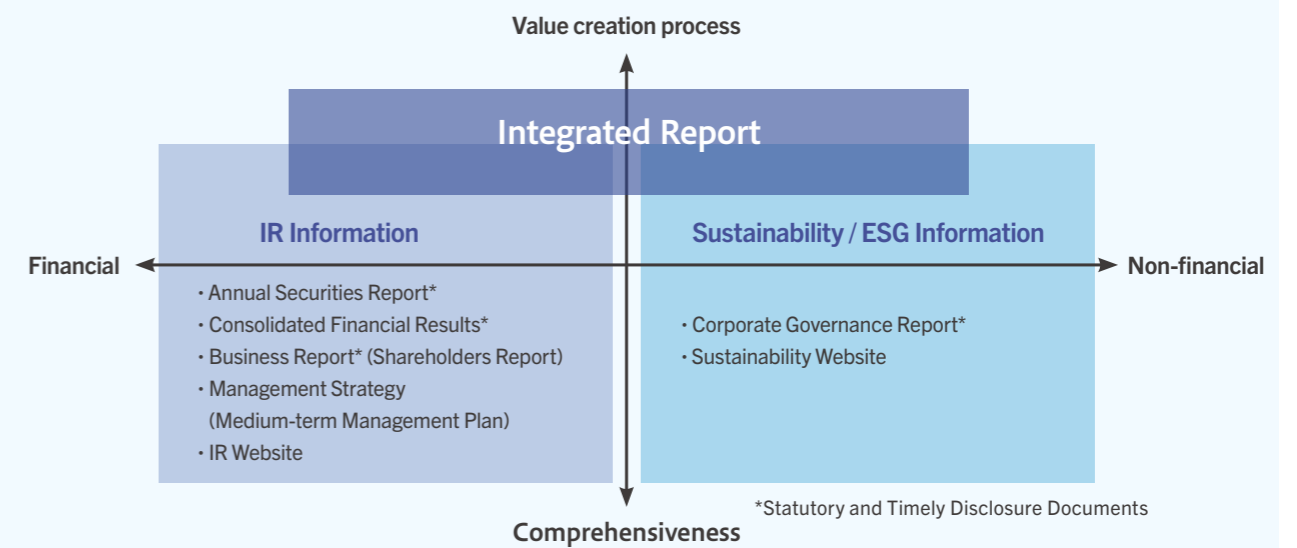 Value creation process
Integrated Report
IR Information
Sustainability / ESG Information
Financial
Non-financial
・Annual Securities Report*
・Consolidated Financial Results*
・Business Report* (Shareholders Report)
・Management Strategy
(Medium-term Management Plan)
・IR Website
・Corporate Governance Report*
・Sustainability Website
*Statutory and Timely Disclosure Documents
Comprehensiveness